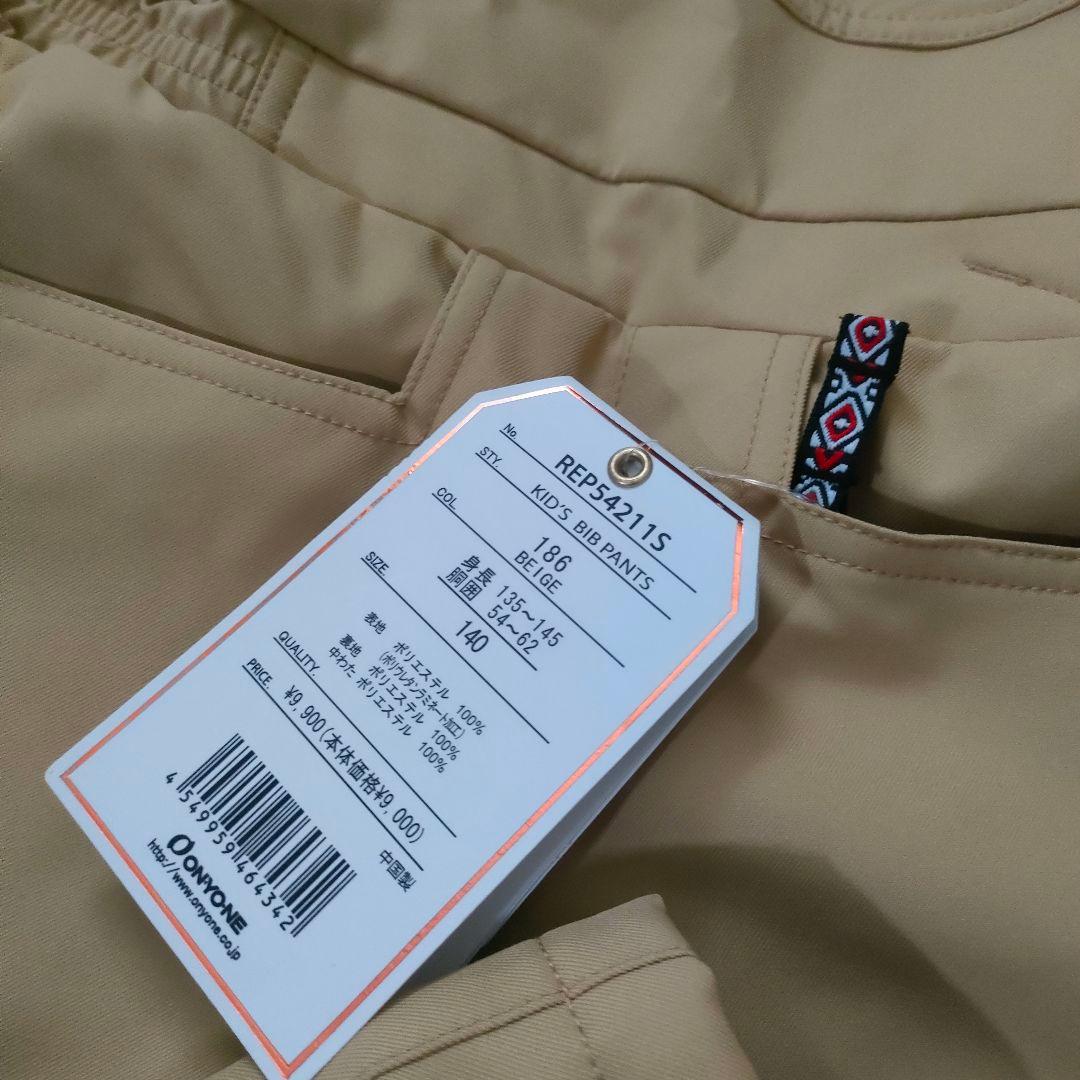 No. REP54211S
STY. KID'S BIB PANTS
COL. 186
BEIGE
SIZE. 身長 135〜145
胴囲 54〜62
140
QUALITY. 表地 ポリエステル 100%
(ポリウレタンラミネート加工)
裏地 ポリエステル 100%
中わた ポリエステル 100%
PRICE. ¥9,900(本体価格¥9,000)
中国製
4 549959 464342
ONYONE
http://www.onyone.co.jp